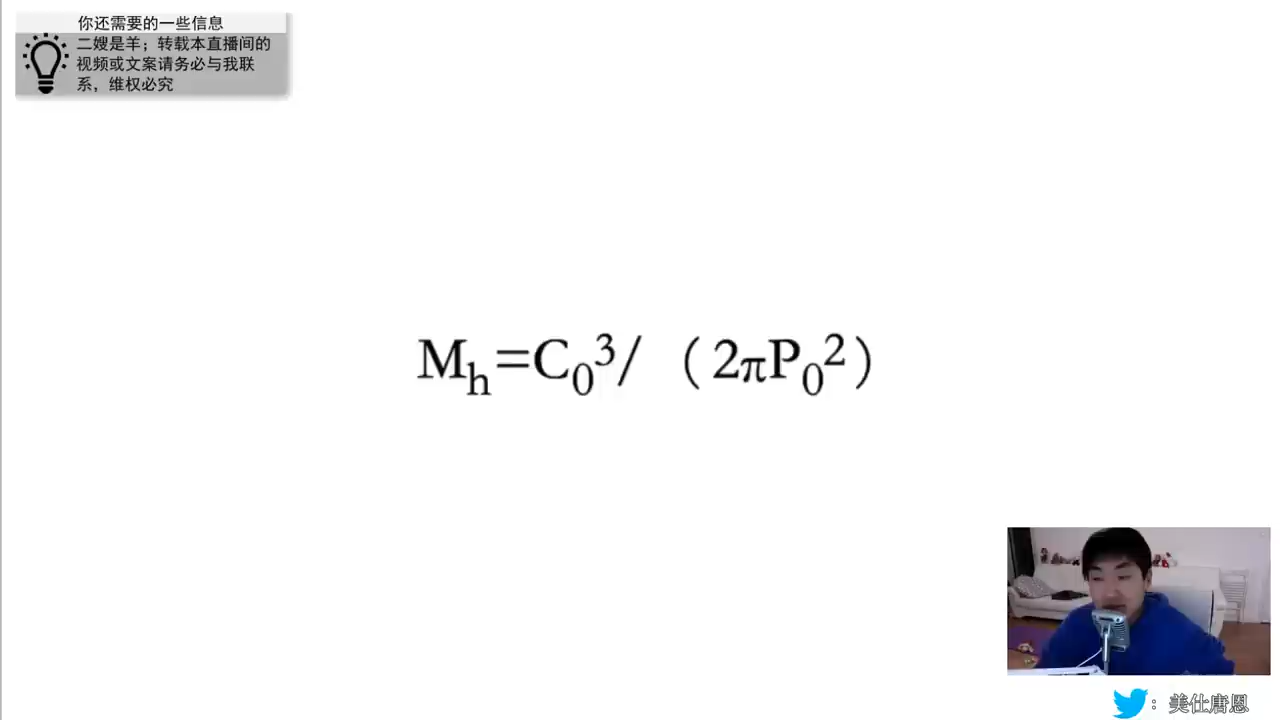 你还需要的一些信息
二嫂是羊；转载本直播间的
视频或文案请务必与我联
系，维权必究
Mₕ=C₀³/（2πP₀²）
：美仕唐恩